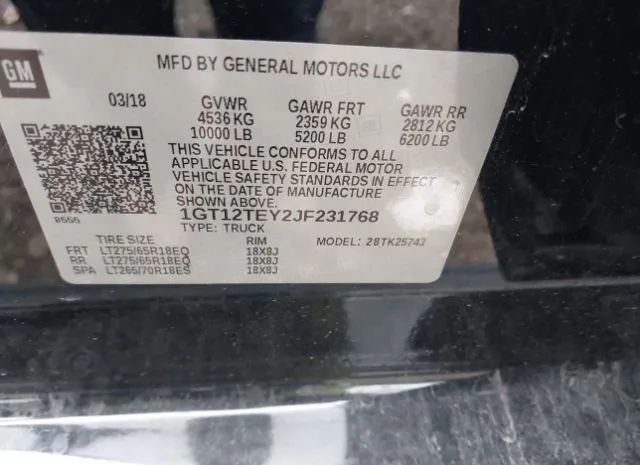 GM
MFD BY GENERAL MOTORS LLC
03/18 GVWR GAWR FRT GAWR RR
4536 KG 2359 KG 2812 KG
10000 LB 5200 LB 6200 LB
THIS VEHICLE CONFORMS TO ALL
APPLICABLE U.S. FEDERAL MOTOR
VEHICLE SAFETY STANDARDS IN EFFECT
ON THE DATE OF MANUFACTURE
SHOWN ABOVE.
8555 1GT12TEY2JF231768
TYPE: TRUCK MODEL: 28TK25743
TIRE SIZE RIM
FRT LT275/65R18EQ 18X8J
RR LT275/65R18EQ 18X8J
SPA LT265/70R18ES 18X8J